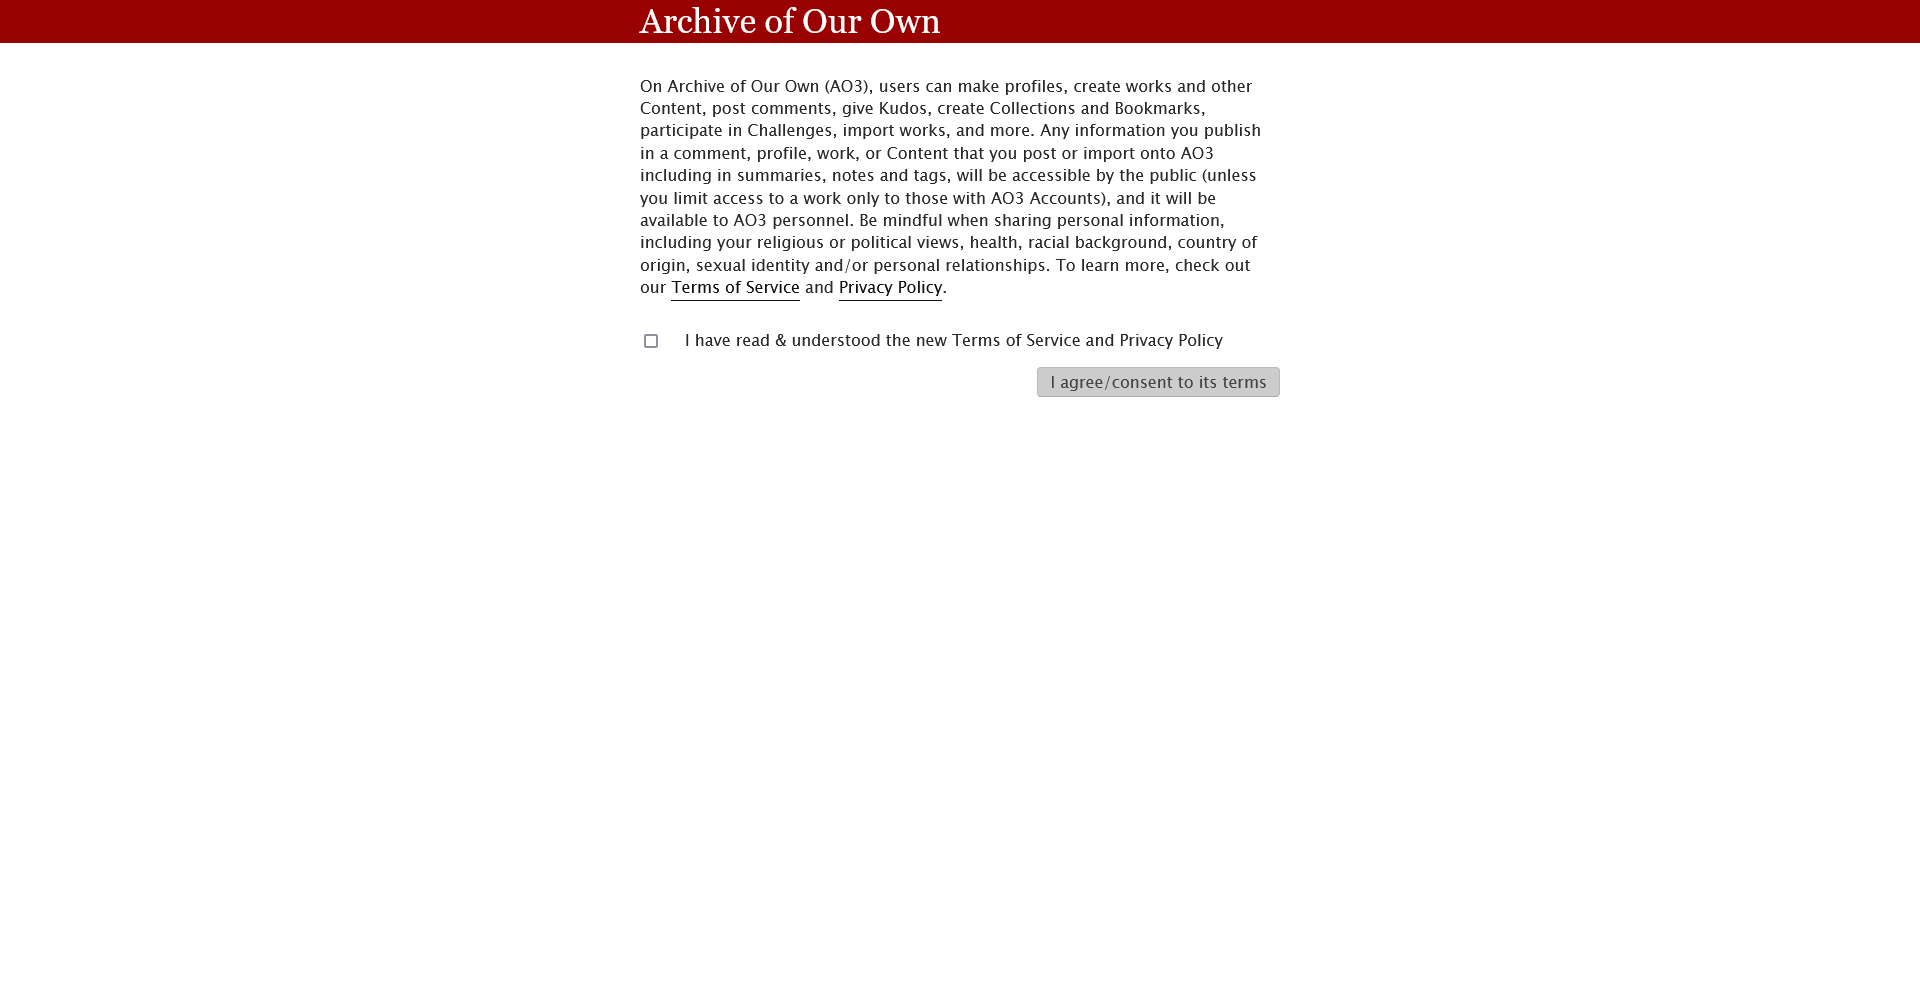 Archive of Our Own
On Archive of Our Own (AO3), users can make profiles, create works and other
Content, post comments, give Kudos, create Collections and Bookmarks,
participate in Challenges, import works, and more. Any information you publish
in a comment, profile, work, or Content that you post or import onto AO3
including in summaries, notes and tags, will be accessible by the public (unless
you limit access to a work only to those with AO3 Accounts), and it will be
available to AO3 personnel. Be mindful when sharing personal information,
including your religious or political views, health, racial background, country of
origin, sexual identity and/or personal relationships. To learn more, check out
our Terms of Service and Privacy Policy.
I have read & understood the new Terms of Service and Privacy Policy
I agree/consent to its terms